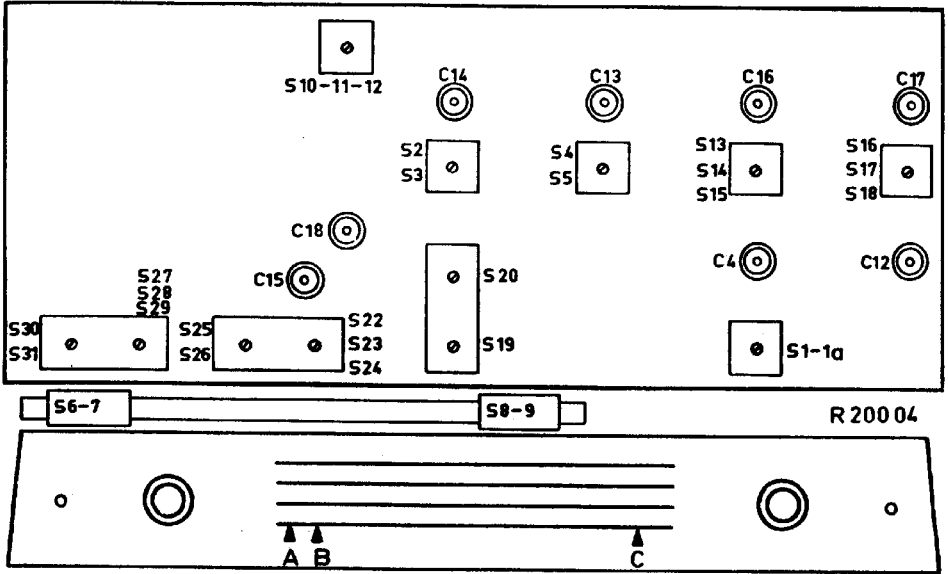 S10-11-12
C14
C13
C16
C17
S2
S3
S4
S5
S13
S14
S15
S16
S17
S18
C18
C15
C4
C12
S20
S19
S27
S28
S29
S30
S31
S25
S26
S22
S23
S24
S1-1a
S6-7
S8-9
R 200 04
A
B
C